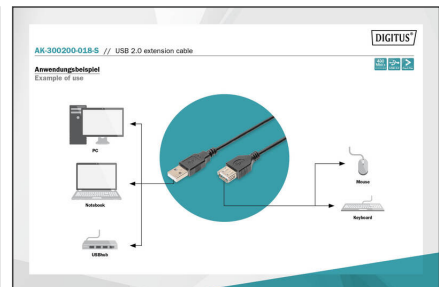 DIGITUS®
AK-300200-018-S // USB 2.0 extension cable
Anwendungsbeispiel
Example of use
PC
Notebook
USBHub
Mouse
Keyboard